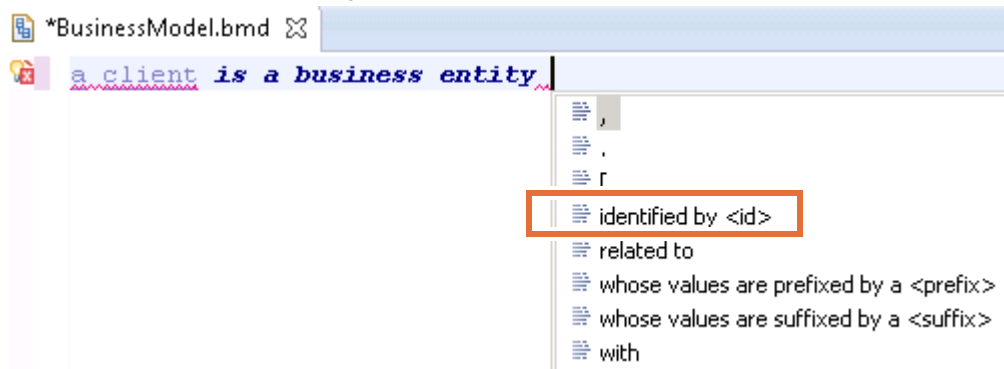 *BusinessModel.bmd
a client is a business entity
,
.
[
identified by <id>
related to
whose values are prefixed by a <prefix>
whose values are suffixed by a <suffix>
with